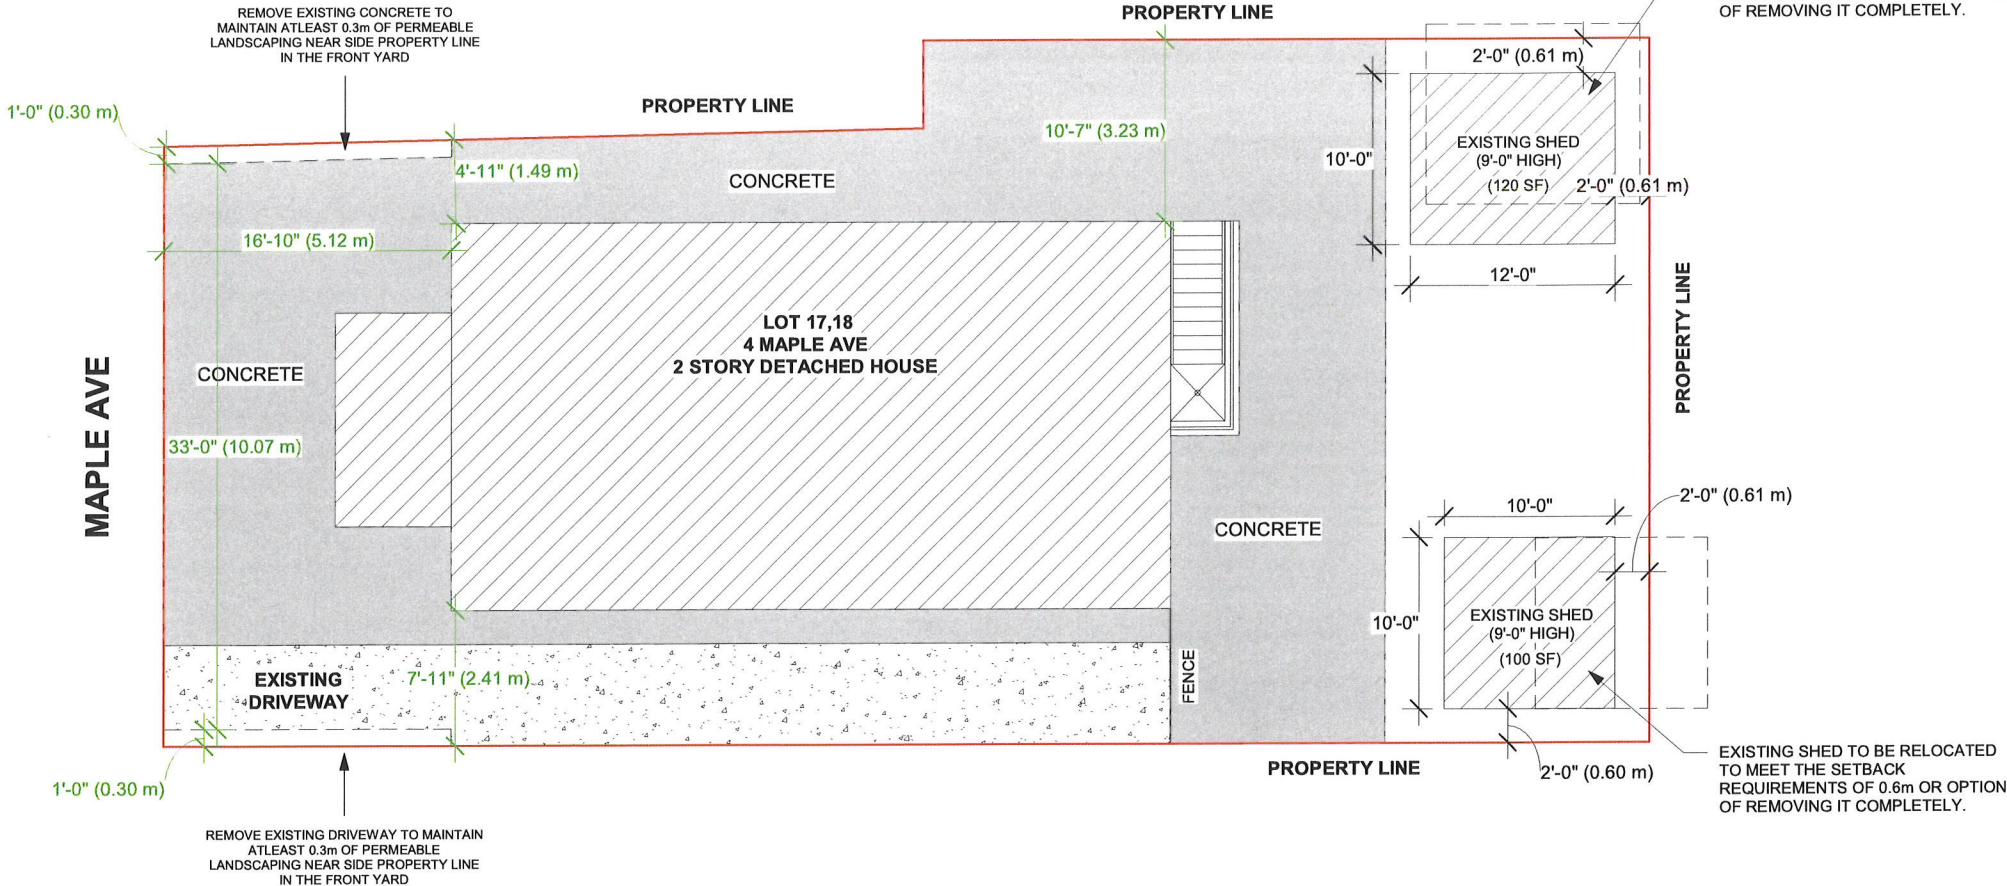 REMOVE EXISTING CONCRETE TO
MAINTAIN ATLEAST 0.3m OF PERMEABLE
LANDSCAPING NEAR SIDE PROPERTY LINE
IN THE FRONT YARD
PROPERTY LINE
OF REMOVING IT COMPLETELY.
2'-0" (0.61 m)
1'-0" (0.30 m)
PROPERTY LINE
10'-7" (3.23 m)
4'-11" (1.49 m)
CONCRETE
10'-0"
EXISTING SHED
(9'-0" HIGH)
(120 SF)
2'-0" (0.61 m)
16'-10" (5.12 m)
12'-0"
PROPERTY LINE
LOT 17,18
4 MAPLE AVE
2 STORY DETACHED HOUSE
CONCRETE
MAPLE AVE
33'-0" (10.07 m)
2'-0" (0.61 m)
10'-0"
CONCRETE
10'-0"
EXISTING SHED
(9'-0" HIGH)
(100 SF)
EXISTING
DRIVEWAY
7'-11" (2.41 m)
FENCE
1'-0" (0.30 m)
PROPERTY LINE
2'-0" (0.60 m)
EXISTING SHED TO BE RELOCATED
TO MEET THE SETBACK
REQUIREMENTS OF 0.6m OR OPTION
OF REMOVING IT COMPLETELY.
REMOVE EXISTING DRIVEWAY TO MAINTAIN
ATLEAST 0.3m OF PERMEABLE
LANDSCAPING NEAR SIDE PROPERTY LINE
IN THE FRONT YARD